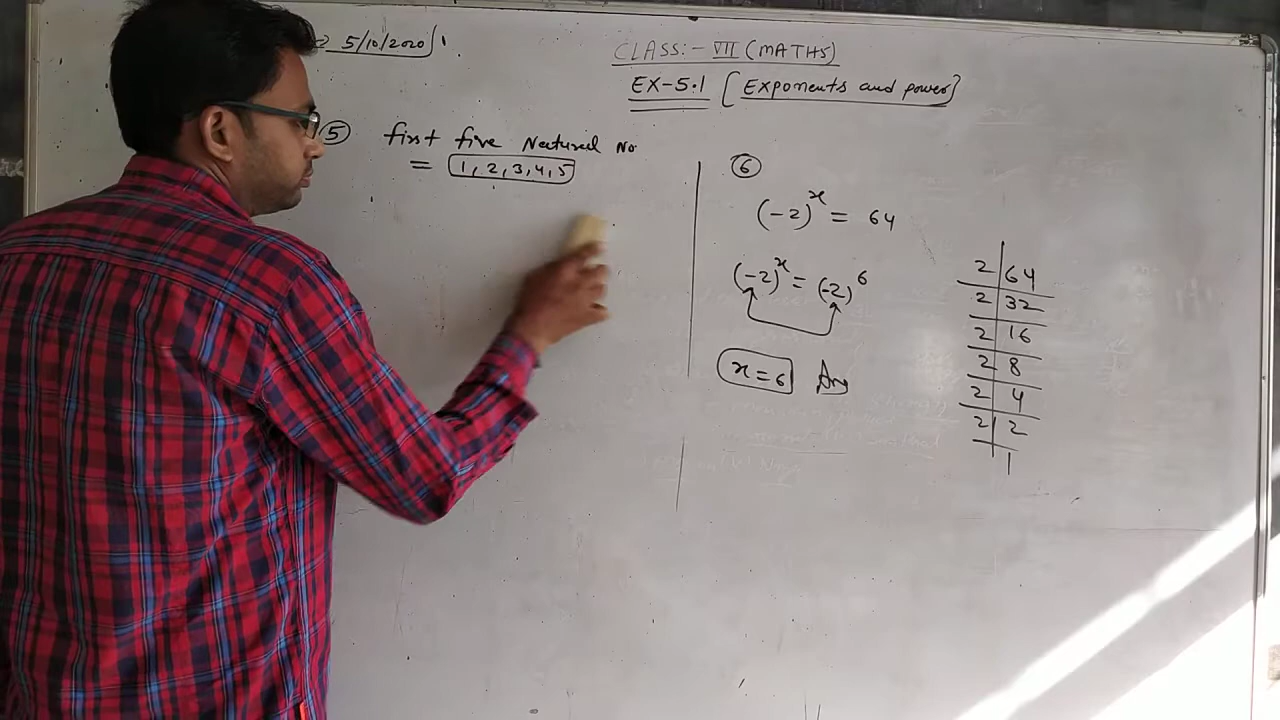 5/10/2020
CLASS:- VII (MATHS)
EX-5.1 [Exponents and power]
⑤ first five Natural No.
= 1, 2, 3, 4, 5
⑥
(-2)^x = 64
(-2)^x = (-2)^6
x = 6 Ans
2 | 64
2 | 32
2 | 16
2 | 8
2 | 4
2 | 2
1